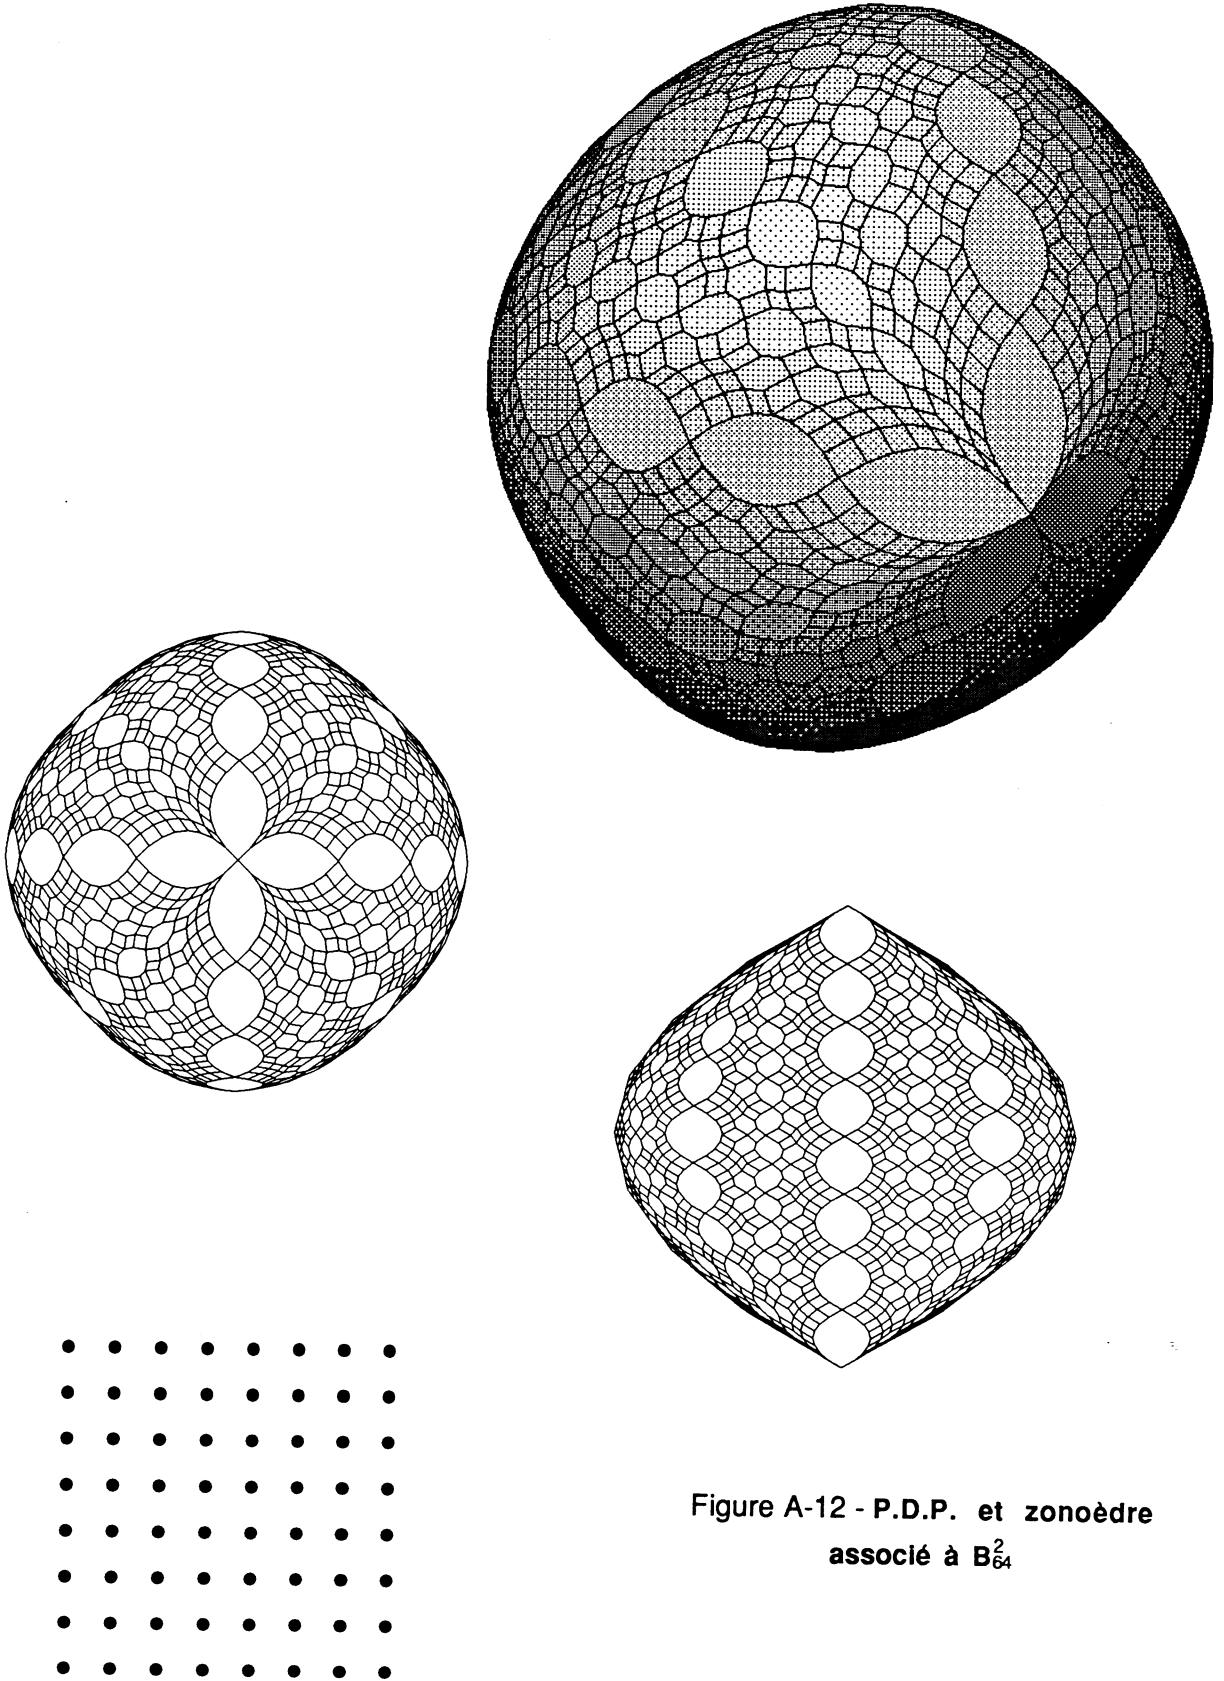 Figure A-12 - P.D.P. et zonoèdre
associé à B²₆₄